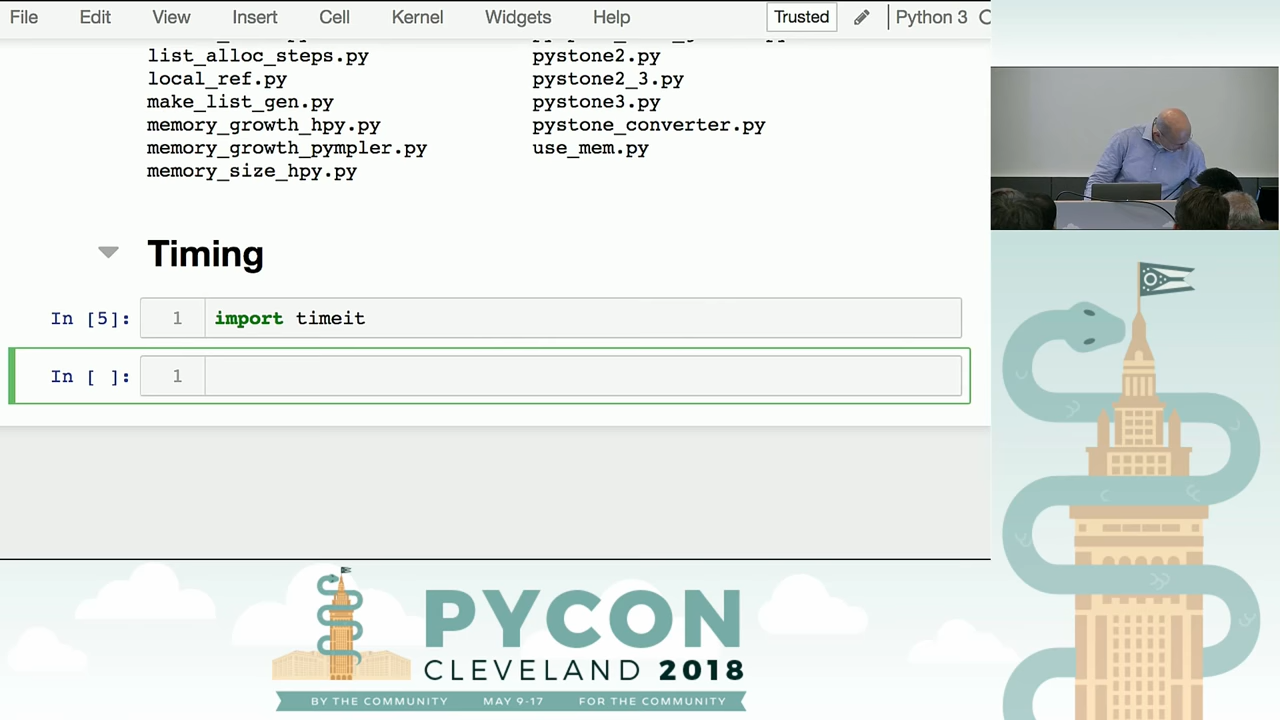 File Edit View Insert Cell Kernel Widgets Help Trusted Python 3
list_alloc_steps.py pystone2.py
local_ref.py pystone2_3.py
make_list_gen.py pystone3.py
memory_growth_hpy.py pystone_converter.py
memory_growth_pympler.py use_mem.py
memory_size_hpy.py
Timing
In [5]: 1 import timeit
In [ ]: 1
PYCON
CLEVELAND 2018
BY THE COMMUNITY MAY 9-17 FOR THE COMMUNITY